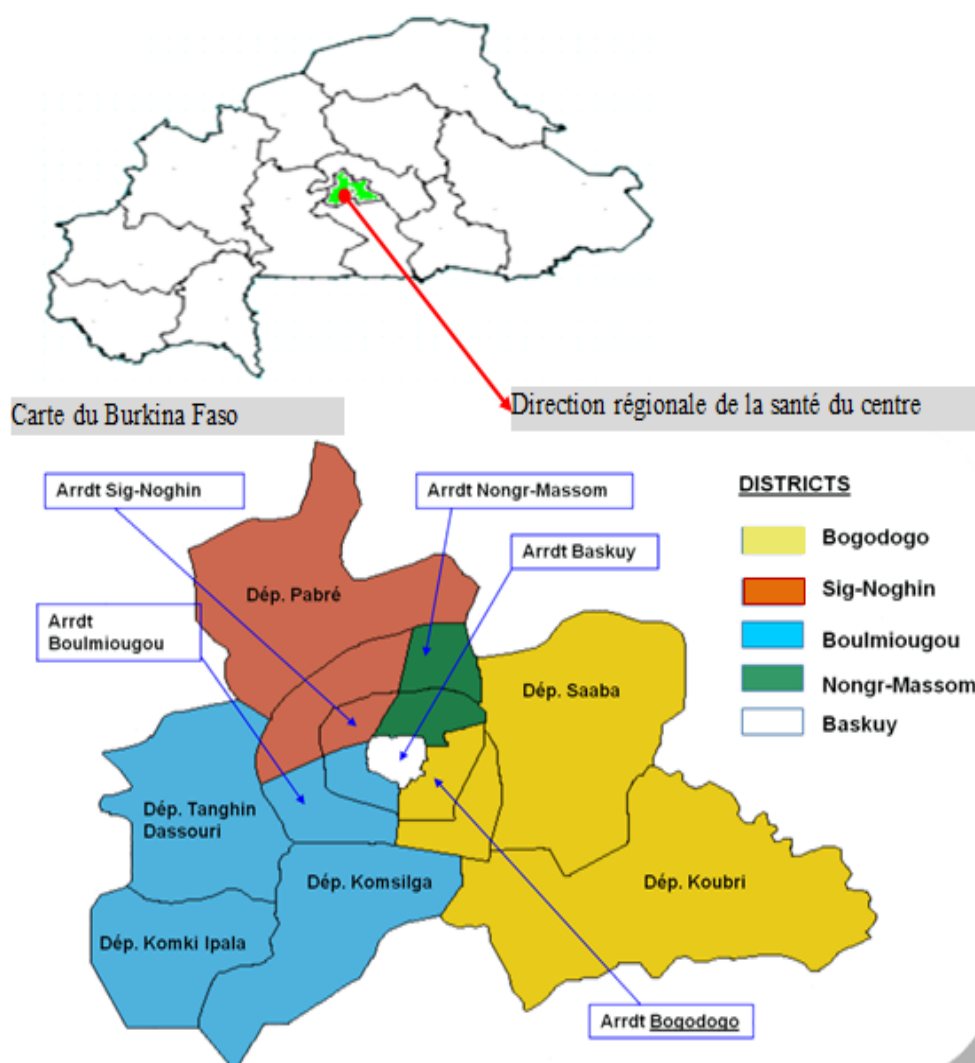 Carte du Burkina Faso
Direction régionale de la santé du centre
Arrdt Sig-Noghin
Arrdt Nongr-Massom
Arrdt Baskuy
Arrdt
Boulmiougou
Dép. Pabré
Dép. Saaba
Dép. Tanghin
Dassouri
Dép. Komsilga
Dép. Koubri
Dép. Komki Ipala
Arrdt Bogodogo
DISTRICTS
Bogodogo
Sig-Noghin
Boulmiougou
Nongr-Massom
Baskuy